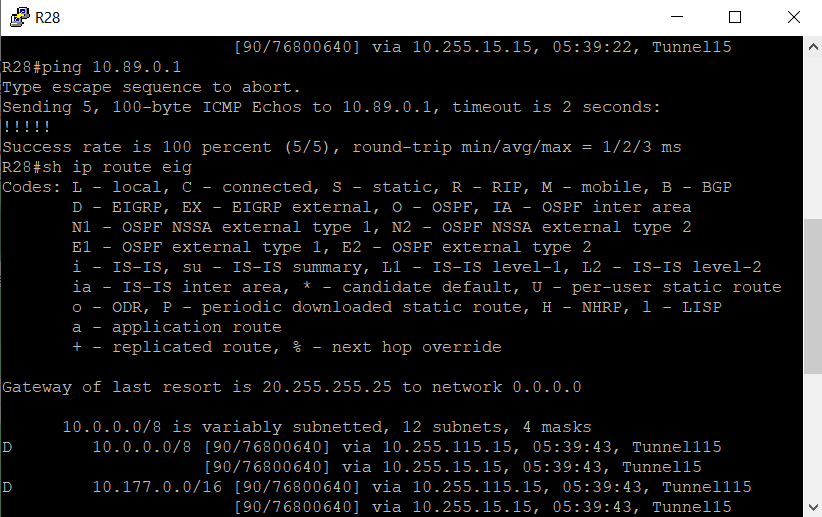 R28
[90/76800640] via 10.255.15.15, 05:39:22, Tunnel15
R28#ping 10.89.0.1
Type escape sequence to abort.
Sending 5, 100-byte ICMP Echos to 10.89.0.1, timeout is 2 seconds:
!!!!!
Success rate is 100 percent (5/5), round-trip min/avg/max = 1/2/3 ms
R28#sh ip route eig
Codes: L - local, C - connected, S - static, R - RIP, M - mobile, B - BGP
D - EIGRP, EX - EIGRP external, O - OSPF, IA - OSPF inter area
N1 - OSPF NSSA external type 1, N2 - OSPF NSSA external type 2
E1 - OSPF external type 1, E2 - OSPF external type 2
i - IS-IS, su - IS-IS summary, L1 - IS-IS level-1, L2 - IS-IS level-2
ia - IS-IS inter area, * - candidate default, U - per-user static route
o - ODR, P - periodic downloaded static route, H - NHRP, l - LISP
a - application route
+ - replicated route, % - next hop override
Gateway of last resort is 20.255.255.25 to network 0.0.0.0
10.0.0.0/8 is variably subnetted, 12 subnets, 4 masks
D 10.0.0.0/8 [90/76800640] via 10.255.115.15, 05:39:43, Tunnel115
[90/76800640] via 10.255.15.15, 05:39:43, Tunnel15
D 10.177.0.0/16 [90/76800640] via 10.255.115.15, 05:39:43, Tunnel115
[90/76800640] via 10.255.15.15, 05:39:43, Tunnel15